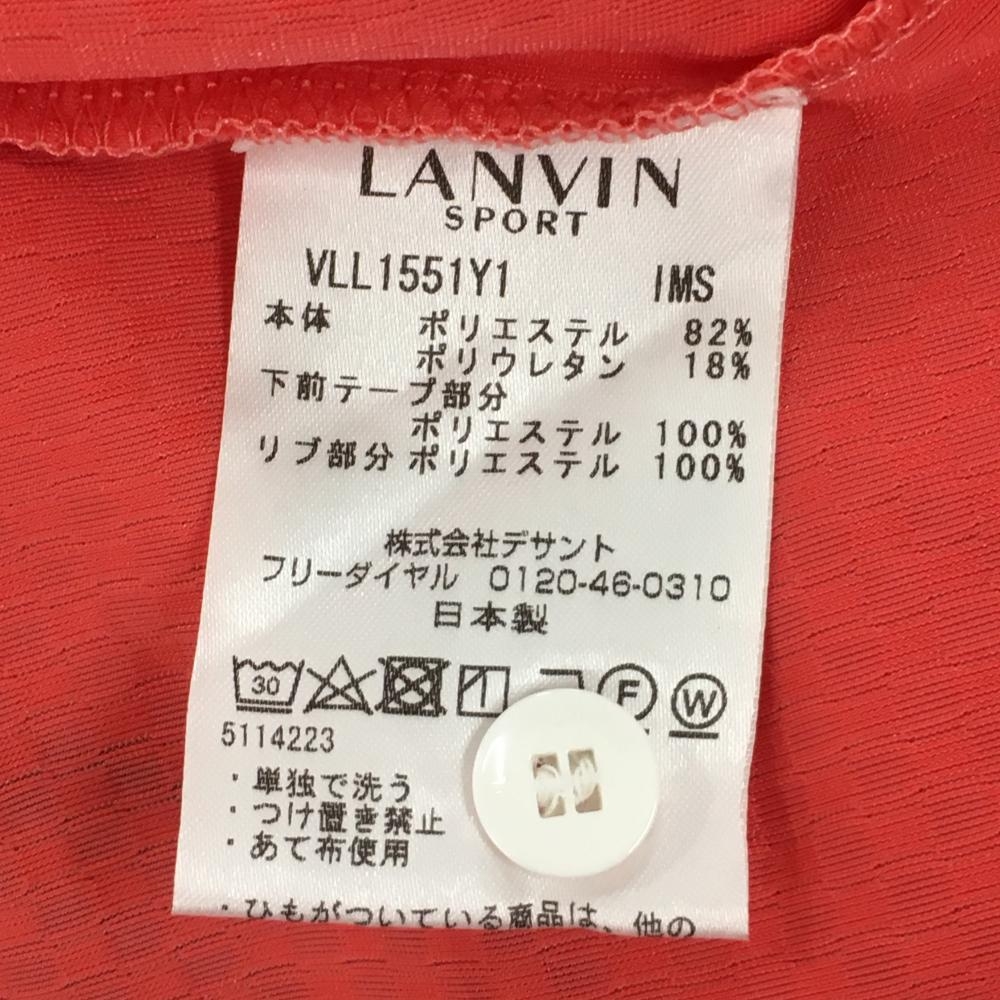 LANVIN
SPORT
VLL1551Y1 IMS
本体 ポリエステル 82%
ポリウレタン 18%
下前テープ部分
ポリエステル 100%
リブ部分 ポリエステル 100%
株式会社デサント
フリーダイヤル 0120-46-0310
日本製
30 F W
5114223
・単独で洗う
・つけ置き禁止
・あて布使用
・ひもがついている商品は、他の